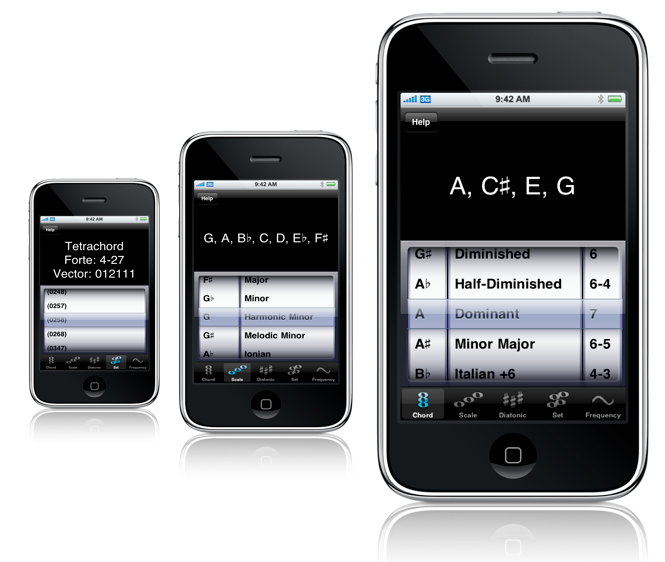 9:42 AM
Help
Tetrachord
Forte: 4-27
Vector: 012111
(0248)
(0257)
(0258)
(0268)
(0347)
Chord Scale Diatonic Set Frequency
9:42 AM
Help
G, A, B♭, C, D, E♭, F♯
F♯ Major
G♭ Minor
G Harmonic Minor
G♯ Melodic Minor
A♭ Ionian
Chord Scale Diatonic Set Frequency
3G 9:42 AM
Help
A, C♯, E, G
G♯ Diminished 6
A♭ Half-Diminished 6-4
A Dominant 7
A♯ Minor Major 6-5
B♭ Italian +6 4-3
Chord Scale Diatonic Set Frequency